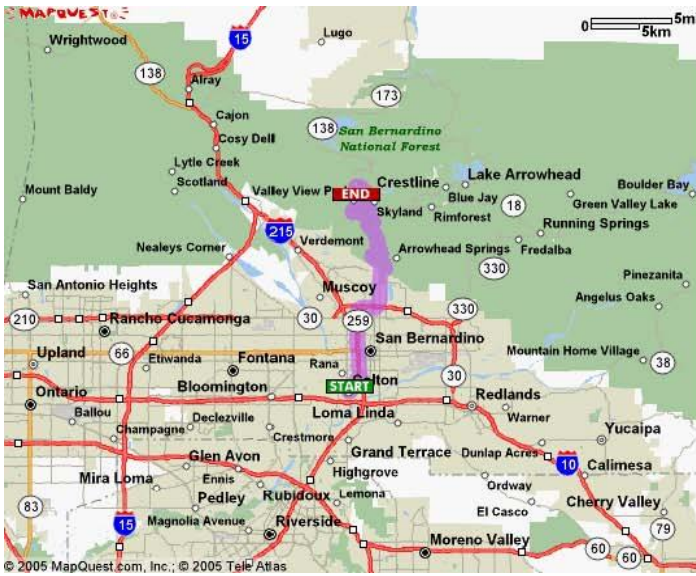 MAPQUEST
15
Lugo
0 5mi
5km
Wrightwood
138
Alray
173
Cajon
138
San Bernardino
National Forest
Cosy Dell
Lytle Creek
Scotland
Mount Baldy
Valley View P
END
Crestline
Lake Arrowhead
Boulder Bay
Skyland
Blue Jay
Rimforest
18
Green Valley Lake
Running Springs
Fredalba
215
Verdemont
Nealeys Corner
Arrowhead Springs
330
Pinezanita
San Antonio Heights
Muscoy
Angelus Oaks
210
Rancho Cucamonga
30
259
330
66
San Bernardino
Upland
Etiwanda
Fontana
Rana
Mountain Home Village
38
Ontario
Bloomington
START
Colton
30
Redlands
Ballou
Declezville
Loma Linda
Warner
Champagne
Crestmore
Yucaipa
Glen Avon
Grand Terrace
Dunlap Acres
10
Calimesa
Mira Loma
Ennis
Highgrove
Ordway
Pedley
Rubidoux
Lemona
El Casco
Cherry Valley
83
15
Magnolia Avenue
Riverside
79
Moreno Valley
60
60
© 2005 MapQuest.com, Inc.; © 2005 Tele Atlas